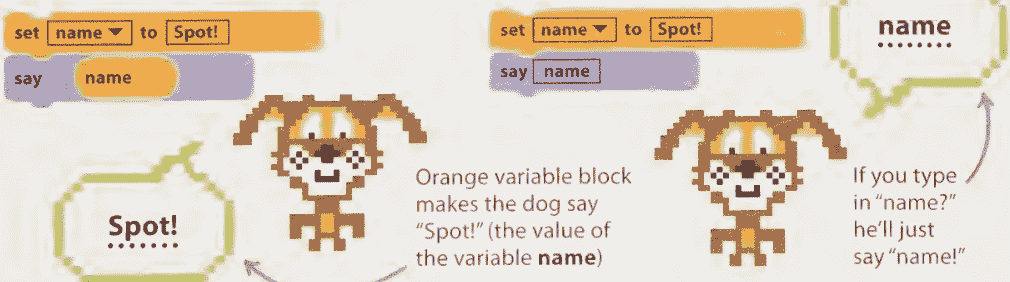 set name to Spot!
say name
Spot!
Orange variable block
makes the dog say
“Spot!” (the value of
the variable name)
set name to Spot!
say name
name
If you type
in “name?”
he’ll just
say “name!”